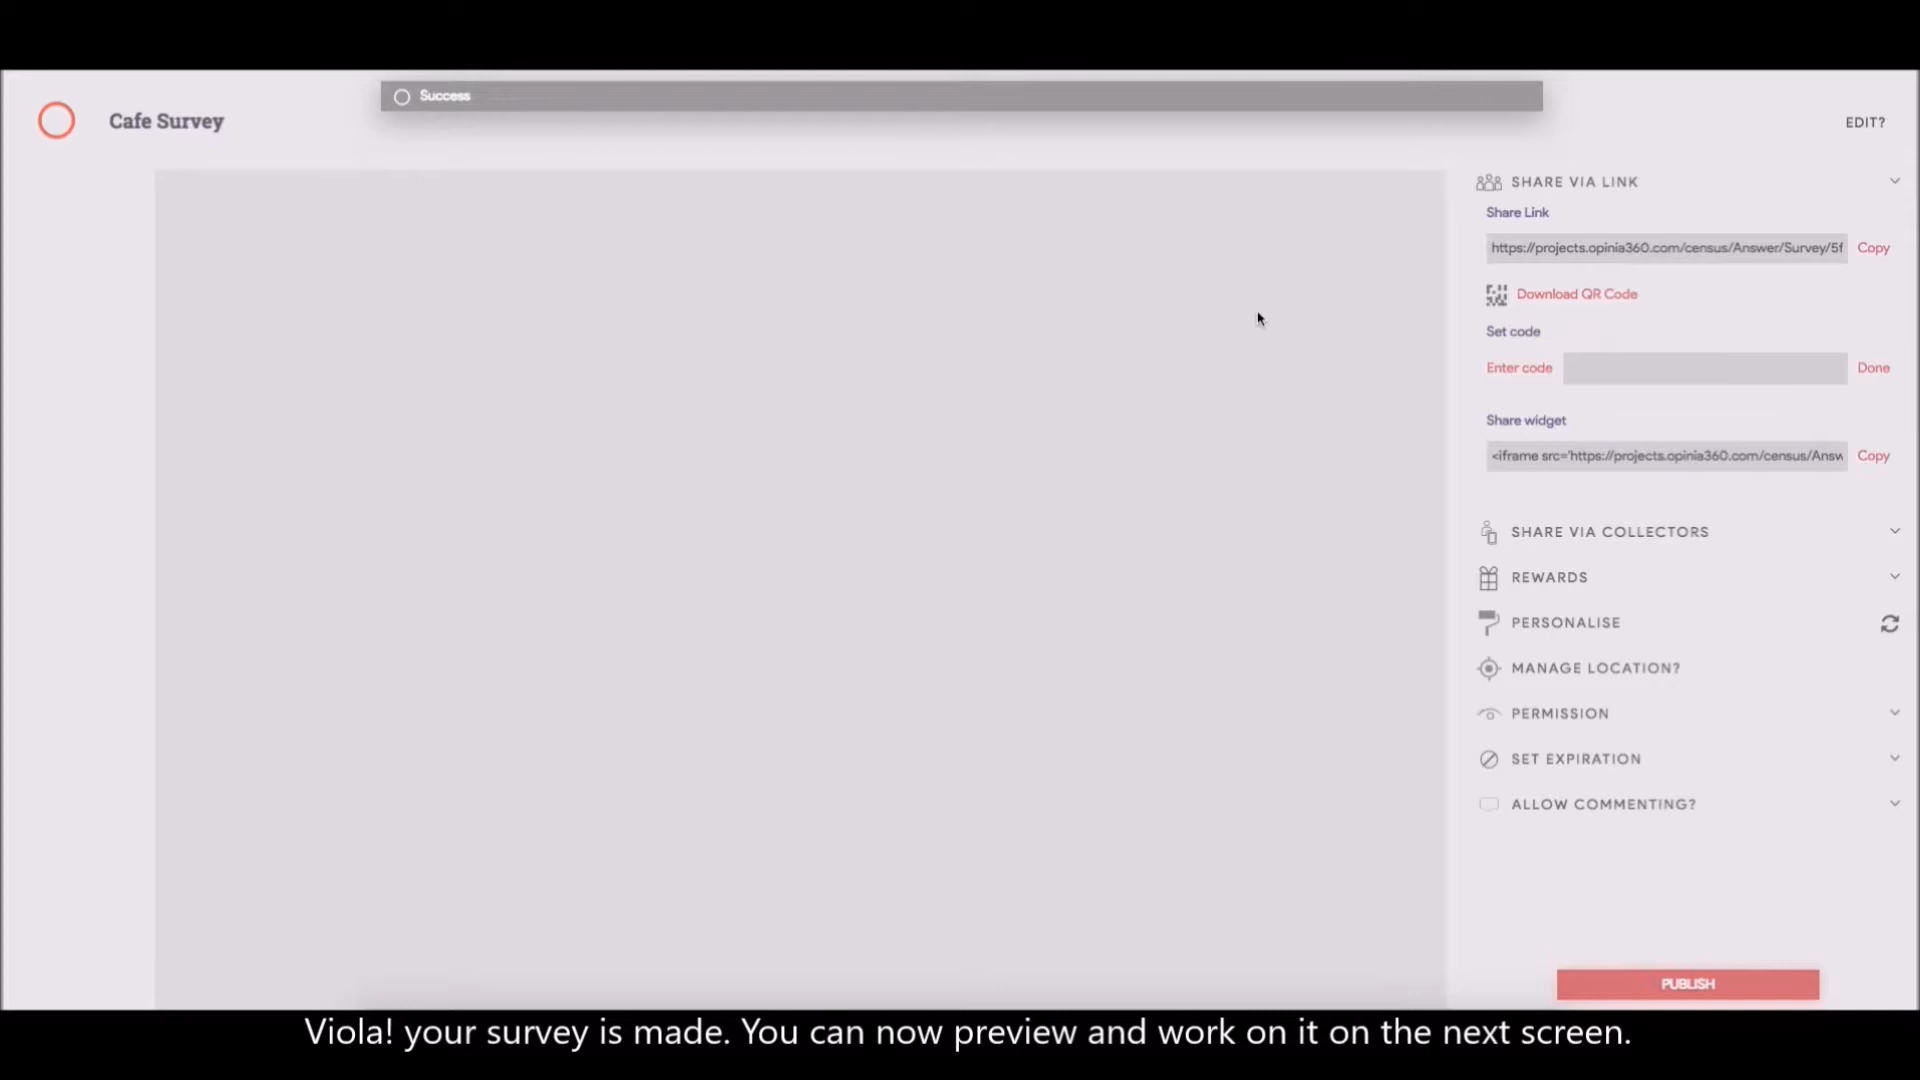 Success
Cafe Survey
EDIT?
SHARE VIA LINK
Share Link
https://projects.opinia360.com/census/Answer/Survey/5f Copy
Download QR Code
Set code
Enter code Done
Share widget
<iframe src='https://projects.opinia360.com/census/Answ Copy
SHARE VIA COLLECTORS
REWARDS
PERSONALISE
MANAGE LOCATION?
PERMISSION
SET EXPIRATION
ALLOW COMMENTING?
PUBLISH
Viola! your survey is made. You can now preview and work on it on the next screen.